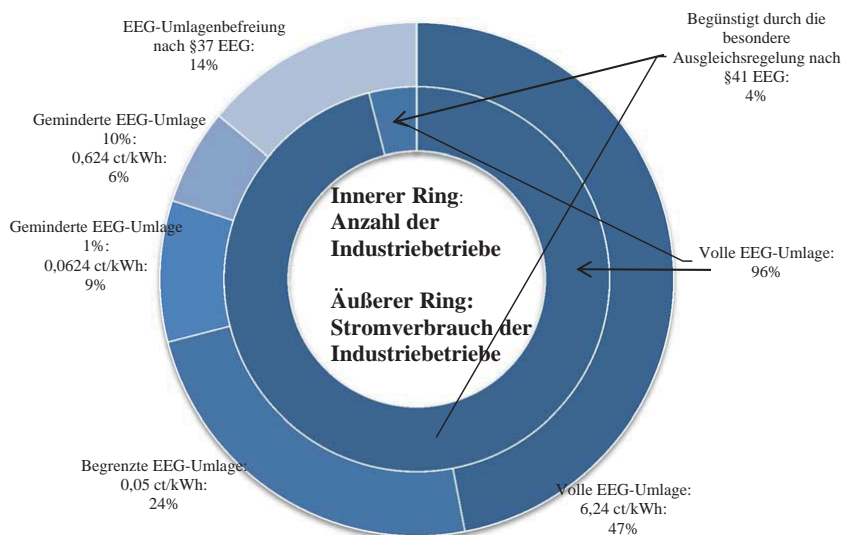 EEG-Umlagenbefreiung
nach §37 EEG:
14%
Begünstigt durch die
besondere
Ausgleichsregelung nach
§41 EEG:
4%
Geminderte EEG-Umlage
10%:
0,624 ct/kWh:
6%
Geminderte EEG-Umlage
1%:
0,0624 ct/kWh:
9%
Innerer Ring:
Anzahl der
Industriebetriebe
Äußerer Ring:
Stromverbrauch der
Industriebetriebe
Volle EEG-Umlage:
96%
Begrenzte EEG-Umlage:
0,05 ct/kWh:
24%
Volle EEG-Umlage:
6,24 ct/kWh:
47%